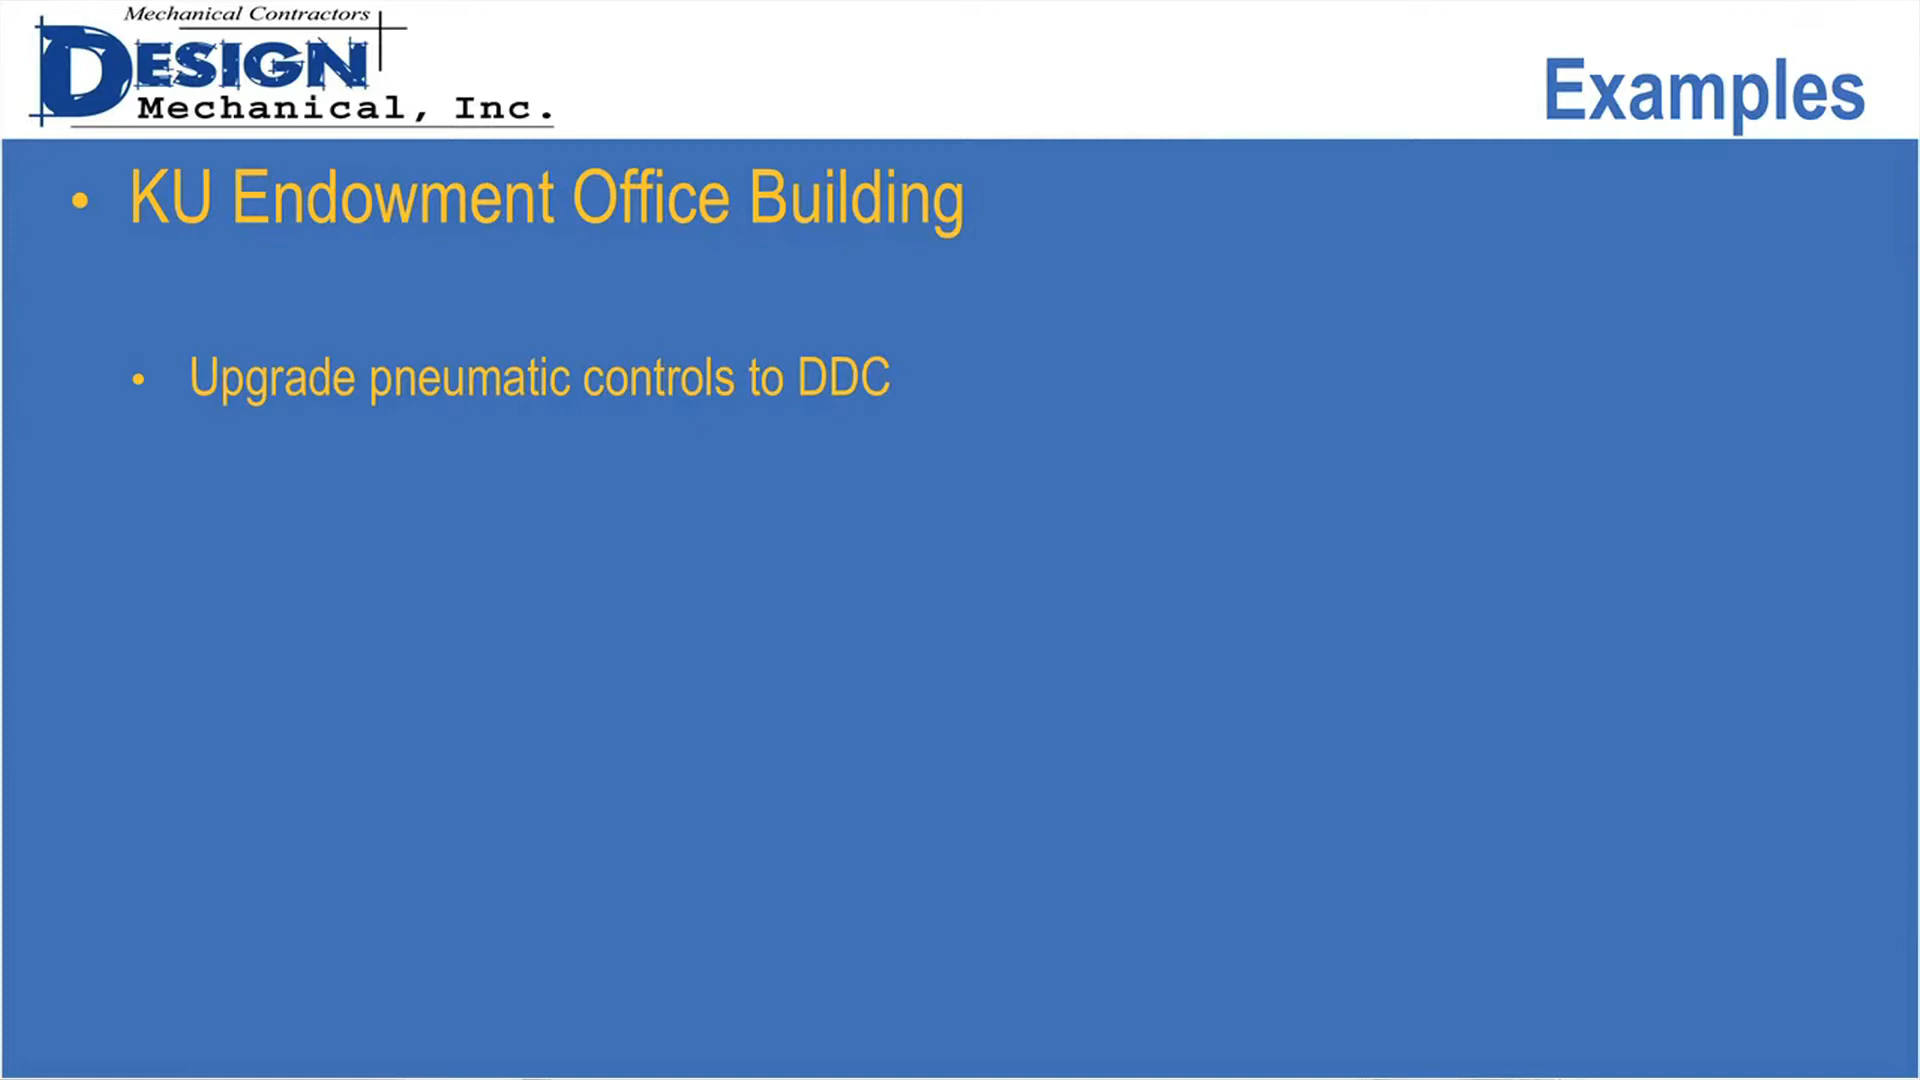 Mechanical Contractors
DESIGN
Mechanical, Inc.
Examples
• KU Endowment Office Building
• Upgrade pneumatic controls to DDC